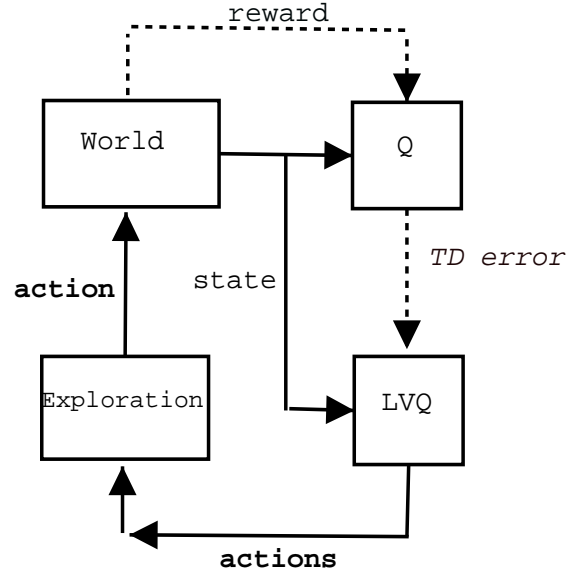 reward
World
Q
TD error
action
state
Exploration
LVQ
actions